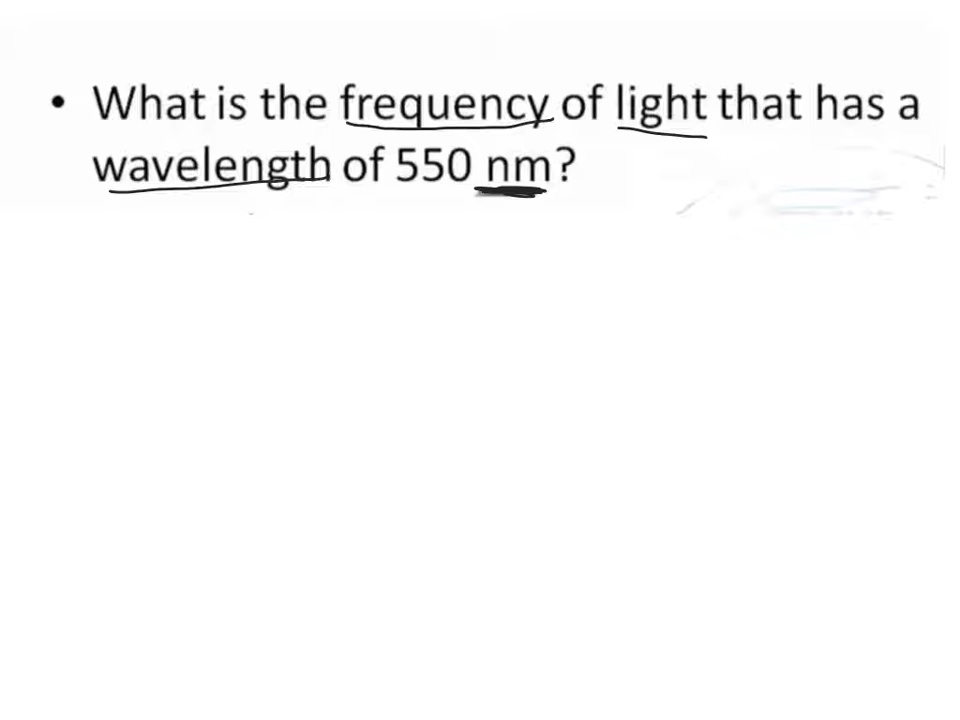 • What is the frequency of light that has a
wavelength of 550 nm?